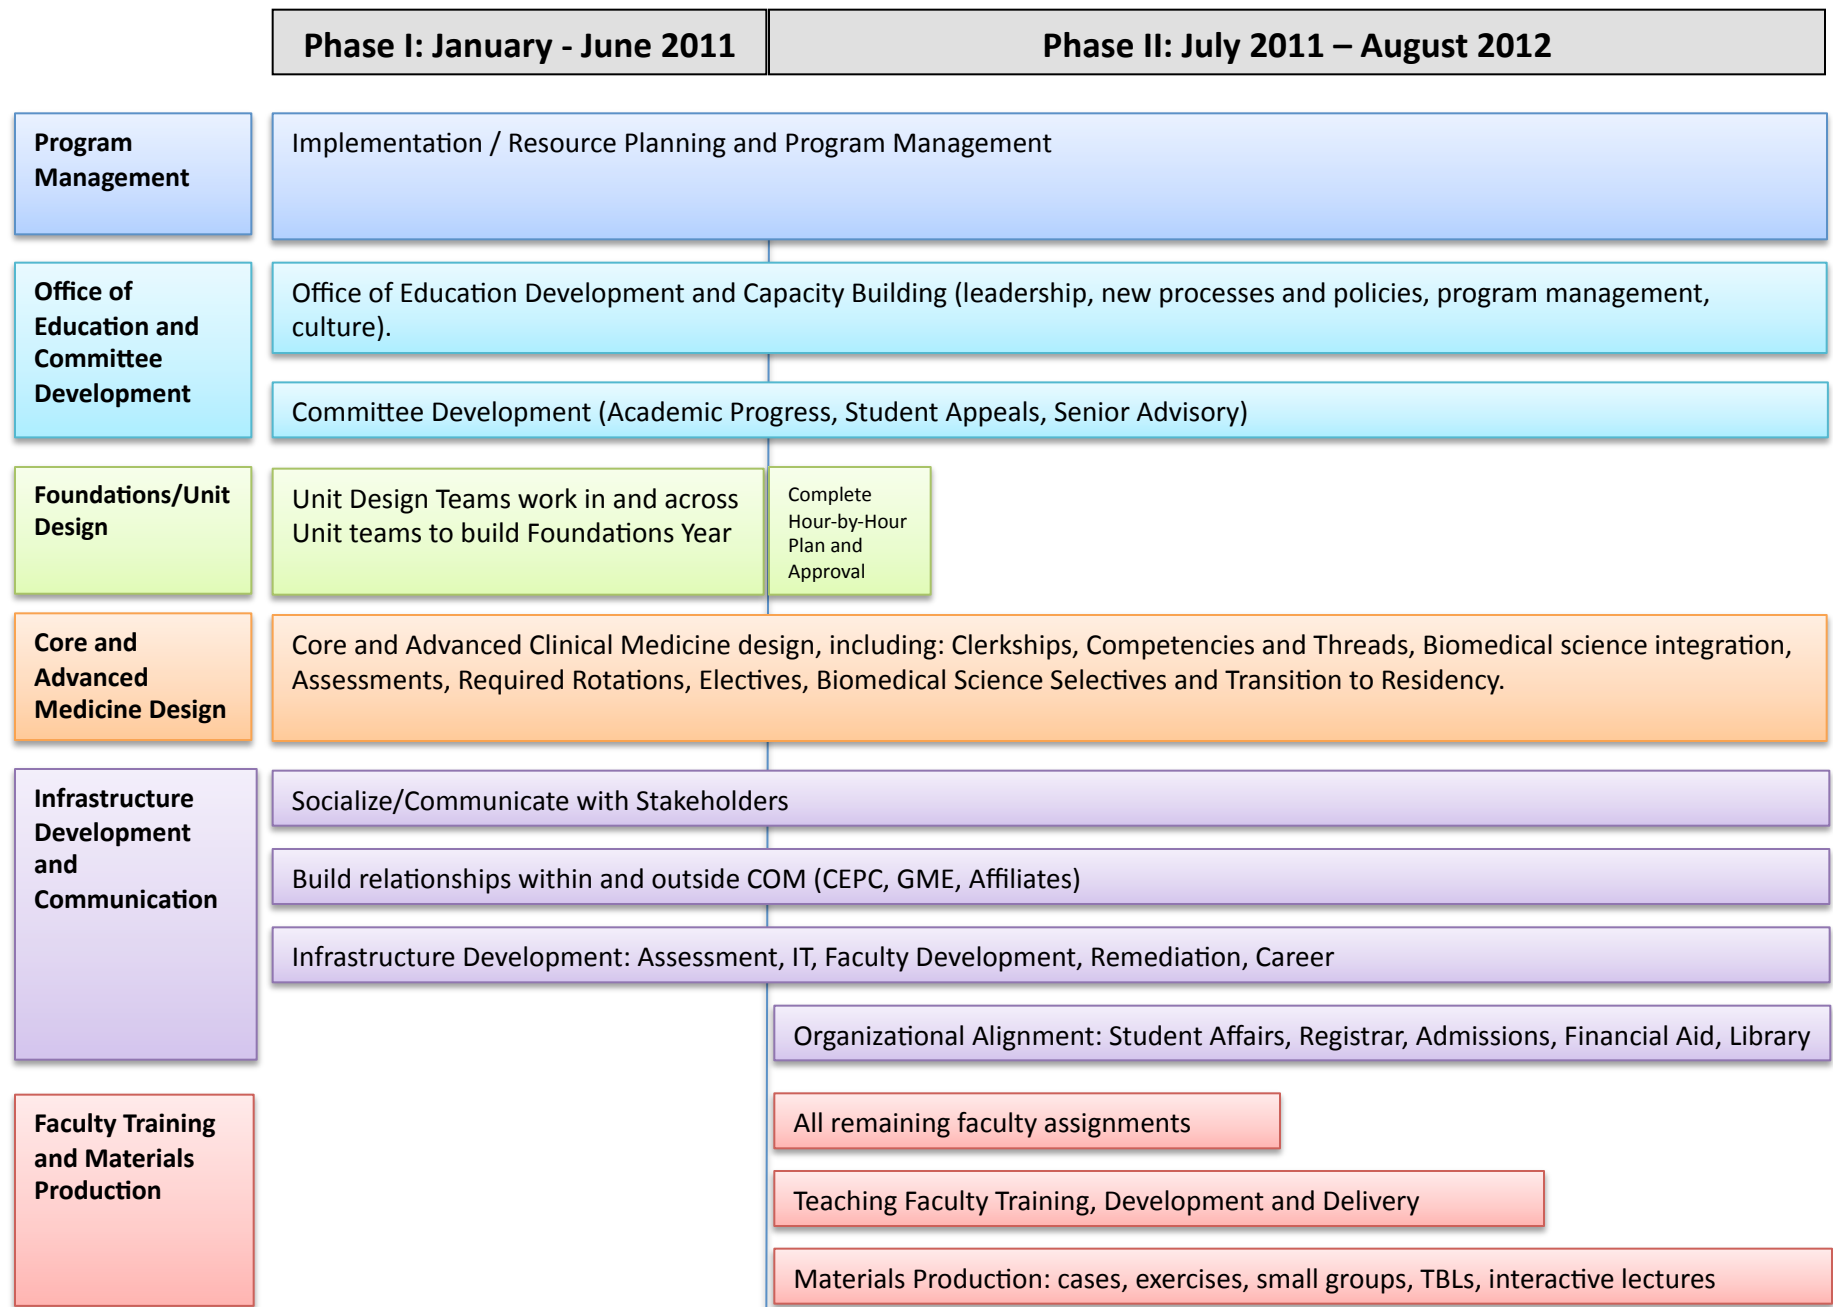 Phase I: January - June 2011
Phase II: July 2011 – August 2012
Program
Management
Implementation / Resource Planning and Program Management
Office of
Education and
Committee
Development
Office of Education Development and Capacity Building (leadership, new processes and policies, program management,
culture).
Committee Development (Academic Progress, Student Appeals, Senior Advisory)
Foundations/Unit
Design
Unit Design Teams work in and across
Unit teams to build Foundations Year
Complete
Hour-by-Hour
Plan and
Approval
Core and
Advanced
Medicine Design
Core and Advanced Clinical Medicine design, including: Clerkships, Competencies and Threads, Biomedical science integration,
Assessments, Required Rotations, Electives, Biomedical Science Selectives and Transition to Residency.
Infrastructure
Development
and
Communication
Socialize/Communicate with Stakeholders
Build relationships within and outside COM (CEPC, GME, Affiliates)
Infrastructure Development: Assessment, IT, Faculty Development, Remediation, Career
Organizational Alignment: Student Affairs, Registrar, Admissions, Financial Aid, Library
Faculty Training
and Materials
Production
All remaining faculty assignments
Teaching Faculty Training, Development and Delivery
Materials Production: cases, exercises, small groups, TBLs, interactive lectures